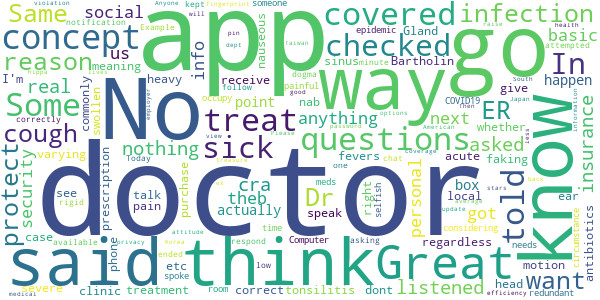 doctor
app
No
go
know
way
said
think
Great
treat
sick
questions
Some
Same
concept
reason
cough
protect
security
social
info
covered
checked
infection
basic
In
happen
ER
told
want
insurance
Dr
cra
theb
personal
got
box
next
asked
whether
anything
nothing
actually
point
receive
us
real
I'm
meaning
heavy
commonly
swollen
varying
prescription
purchase
see
talk
pain
rigid
case
available
severe
etc
phone
spoke
clinic
treatment
room
correct
ended
Today
correctly
tonsilitis
listened
regardless
Computer
asking
low
respond
time
chat
right
selfish
meds
one
fevers
speak
acute
local
faking
give
sinus
nab
occupy
follow
view
painful
minute
dogma
good
Bartholin
Gland
nauseous
epidemic
attempted
COVID19
Then
South
Japan
Taiwan
American
options
password
Please
coverage
employer
treasure
Korea
privacy
attitude
update
considering
stars
average
head
motion
dont
needs
ear
antibiotics
circumstance
information
less
back
efficiency
redundant
medical
violation
Anyone
kept
someone
notification
fingerprint
pin
dept
will
Example
health
hippa
lives
Raise
ex